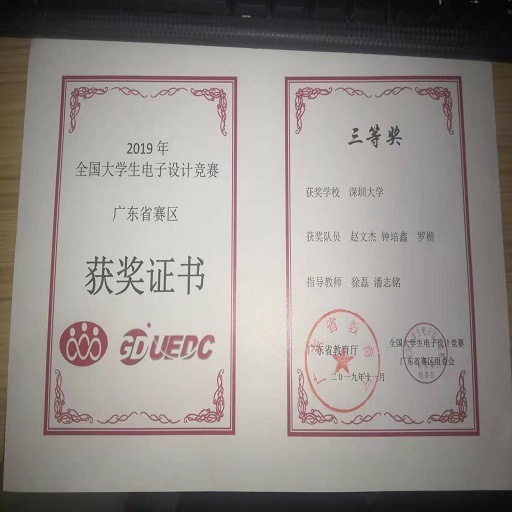 2019 年
全国大学生电子设计竞赛
广东省赛区
获奖证书
GDUEDC
三等奖
获奖学校 深圳大学
获奖队员 赵文杰 钟培鑫 罗楷
指导教师 徐磊 潘志铭
广东省教育厅
二〇一九年十一月
全国大学生电子设计竞赛
广东省赛区组委会